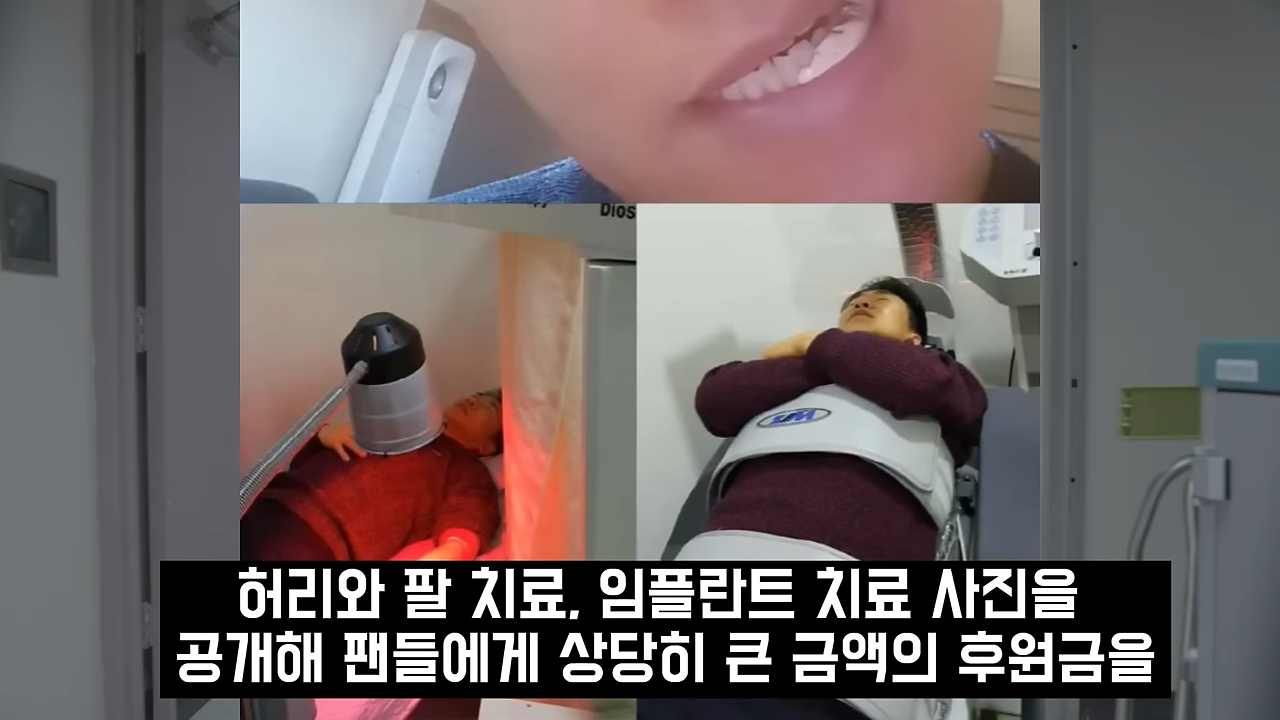 Dios
허리와 팔 치료, 임플란트 치료 사진을
공개해 팬들에게 상당히 큰 금액의 후원금을